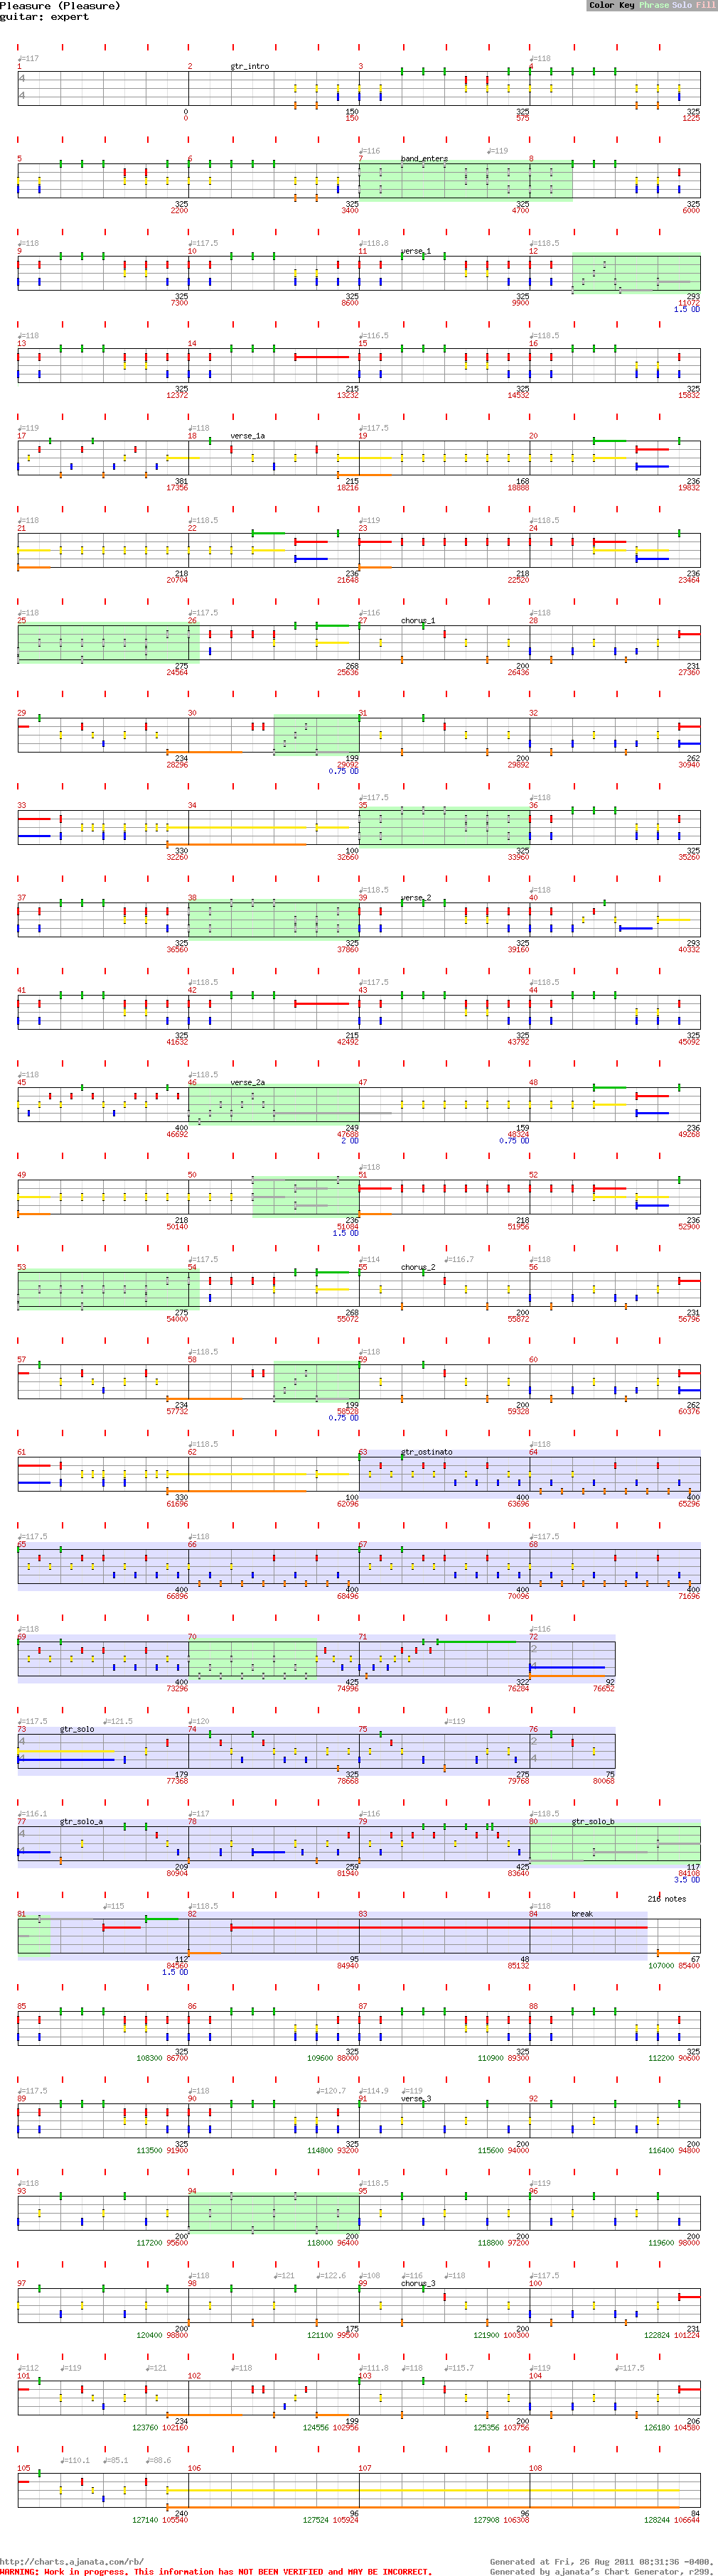 Pleasure (Pleasure)
guitar: expert
Color Key Phrase Solo Fill
♩=117 ♩=118
1 2 gtr_intro 3 4
4
4
0 150 325 325
0 150 575 1225
♩=116 ♩=119
5 6 7 band_enters 8
325 325 325 325
2200 3400 4700 6000
♩=118 ♩=117.5 ♩=118.8 ♩=118.5
9 10 11 verse_1 12
325 325 325 293
7300 8600 9900 11072
1.5 OD
♩=118 ♩=116.5 ♩=118.5
13 14 15 16
325 215 325 325
12372 13232 14532 15832
♩=119 ♩=118 ♩=117.5
17 18 verse_1a 19 20
381 215 168 236
17356 18216 18888 19832
♩=118 ♩=118.5 ♩=119 ♩=118.5
21 22 23 24
218 236 218 236
20704 21648 22520 23464
♩=118 ♩=117.5 ♩=116 ♩=118
25 26 27 chorus_1 28
275 268 200 231
24564 25636 26436 27360
29 30 31 32
234 199 200 262
28296 29092 29892 30940
0.75 OD
♩=117.5 ♩=118
33 34 35 36
330 100 325 325
32260 32660 33960 35260
♩=118.5 ♩=118
37 38 39 verse_2 40
325 325 325 293
36560 37860 39160 40332
♩=118.5 ♩=117.5 ♩=118.5
41 42 43 44
325 215 325 325
41632 42492 43792 45092
♩=118 ♩=118.5
45 46 verse_2a 47 48
400 249 159 236
46692 47688 48324 49268
2 OD 0.75 OD
♩=118
49 50 51 52
218 236 218 236
50140 51084 51956 52900
1.5 OD
♩=117.5 ♩=114 ♩=116.7 ♩=118
53 54 55 chorus_2 56
275 268 200 231
54000 55072 55872 56796
♩=118.5 ♩=118
57 58 59 60
234 199 200 262
57732 58528 59328 60376
0.75 OD
♩=118.5 ♩=118
61 62 63 gtr_ostinato 64
330 100 400 400
61696 62096 63696 65296
♩=117.5 ♩=118 ♩=117.5
65 66 67 68
400 400 400 400
66896 68496 70096 71696
♩=118 ♩=116
69 70 71 72
2
4
400 425 322 92
73296 74996 76284 76652
♩=117.5 ♩=121.5 ♩=120 ♩=119
73 gtr_solo 74 75 76
4 2
4 4
179 325 275 75
77368 78668 79768 80068
♩=116.1 ♩=117 ♩=116 ♩=118.5
77 gtr_solo_a 78 79 80 gtr_solo_b
4
4
209 259 425 117
80904 81940 83640 84108
3.5 OD
216 notes
♩=115 ♩=118.5 ♩=118
81 82 83 84 break
112 95 48 67
84560 84940 85132 107000 85400
1.5 OD
85 86 87 88
325 325 325 325
108300 86700 109600 88000 110900 89300 112200 90600
♩=117.5 ♩=118 ♩=120.7 ♩=114.9 ♩=119
89 90 91 verse_3 92
325 325 200 200
113500 91900 114800 93200 115600 94000 116400 94800
♩=118 ♩=118.5 ♩=119
93 94 95 96
200 200 200 200
117200 95600 118000 96400 118800 97200 119600 98000
♩=118 ♩=121 ♩=122.6 ♩=108 ♩=116 ♩=118 ♩=117.5
97 98 99 chorus_3 100
200 175 200 231
120400 98800 121100 99500 121900 100300 122824 101224
♩=112 ♩=119 ♩=121 ♩=118 ♩=111.8 ♩=118 ♩=115.7 ♩=119 ♩=117.5
101 102 103 104
234 199 200 206
123760 102160 124556 102956 125356 103756 126180 104580
♩=110.1 ♩=85.1 ♩=88.6
105 106 107 108
240 96 96 84
127140 105540 127524 105924 127908 106308 128244 106644
http://charts.ajanata.com/rb/
Generated at Fri, 26 Aug 2011 08:31:36 -0400.
WARNING: Work in progress. This information has NOT BEEN VERIFIED and MAY BE INCORRECT.
Generated by ajanata's Chart Generator, r299.